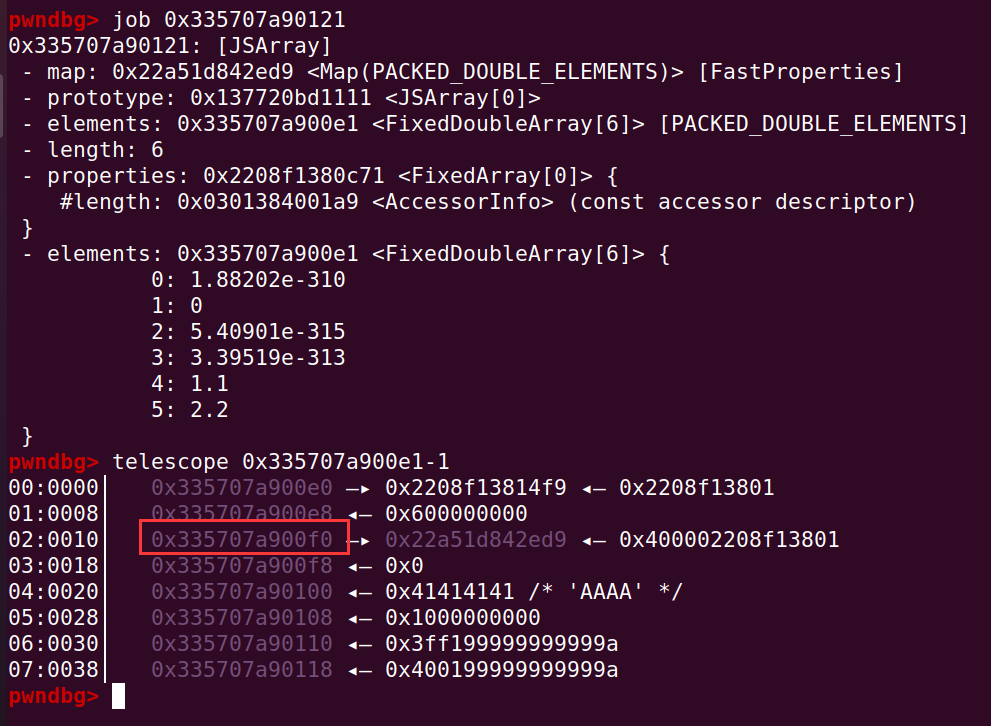 pwndbg> job 0x335707a90121
0x335707a90121: [JSArray]
 - map: 0x22a51d842ed9 <Map(PACKED_DOUBLE_ELEMENTS)> [FastProperties]
 - prototype: 0x137720bd1111 <JSArray[0]>
 - elements: 0x335707a900e1 <FixedDoubleArray[6]> [PACKED_DOUBLE_ELEMENTS]
 - length: 6
 - properties: 0x2208f1380c71 <FixedArray[0]> {
    #length: 0x0301384001a9 <AccessorInfo> (const accessor descriptor)
 }
 - elements: 0x335707a900e1 <FixedDoubleArray[6]> {
           0: 1.88202e-310
           1: 0
           2: 5.40901e-315
           3: 3.39519e-313
           4: 1.1
           5: 2.2
 }
pwndbg> telescope 0x335707a900e1-1
00:0000│   0x335707a900e0 —▸ 0x2208f13814f9 ◂— 0x2208f13801
01:0008│   0x335707a900e8 ◂— 0x600000000
02:0010│   0x335707a900f0 —▸ 0x22a51d842ed9 ◂— 0x400002208f13801
03:0018│   0x335707a900f8 ◂— 0x0
04:0020│   0x335707a90100 ◂— 0x41414141 /* 'AAAA' */
05:0028│   0x335707a90108 ◂— 0x1000000000
06:0030│   0x335707a90110 ◂— 0x3ff199999999999a
07:0038│   0x335707a90118 ◂— 0x400199999999999a
pwndbg>